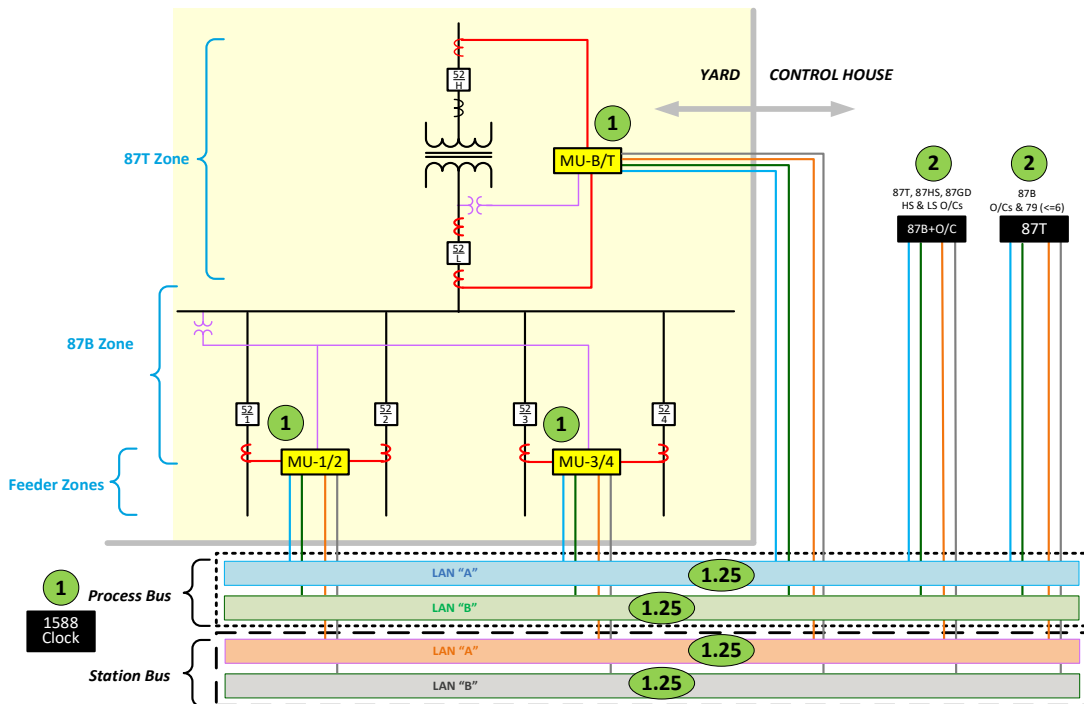 YARD
CONTROL HOUSE
52
H
1
87T Zone
MU-B/T
2
2
87T, 87HS, 87GD
HS & LS O/Cs
87B
O/Cs & 79 (<=6)
87B+O/C
87T
52
L
87B Zone
52
1
52
2
52
3
52
4
1
1
MU-1/2
MU-3/4
Feeder Zones
1
1588
Clock
Process Bus
LAN "A"
1.25
LAN "B"
1.25
Station Bus
LAN "A"
1.25
LAN "B"
1.25